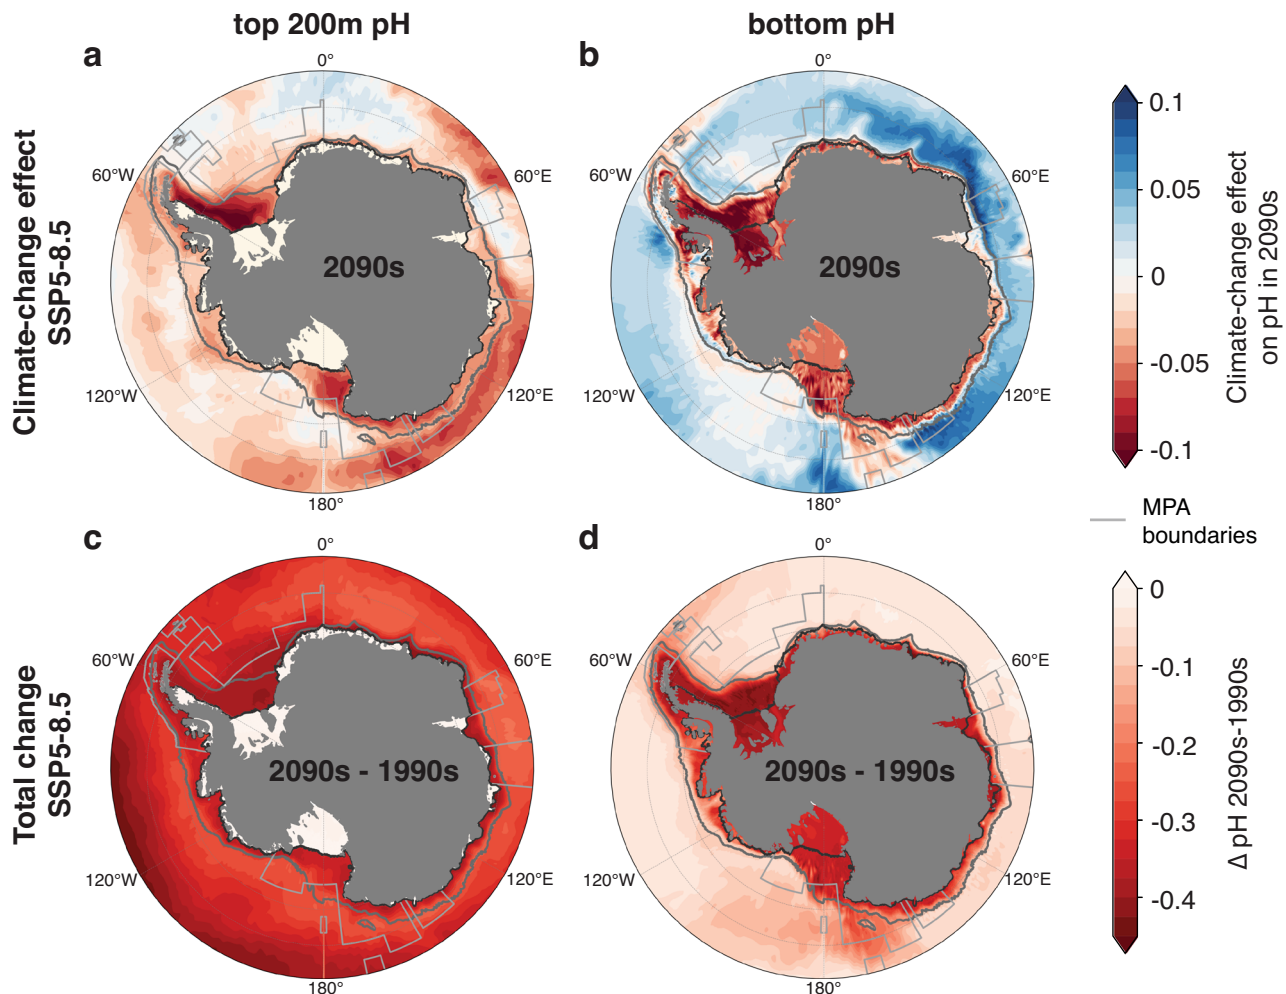 top 200m pH
bottom pH
a
b
0°
0°
60°W
60°E
60°W
60°E
120°W
120°E
120°W
120°E
180°
180°
2090s
2090s
Climate-change effect
SSP5-8.5
0.1
0.05
0
-0.05
-0.1
Climate-change effect
on pH in 2090s
MPA
boundaries
c
d
0°
0°
60°W
60°E
60°W
60°E
120°W
120°E
120°W
120°E
180°
180°
2090s - 1990s
2090s - 1990s
Total change
SSP5-8.5
0
-0.1
-0.2
-0.3
-0.4
Δ pH 2090s-1990s